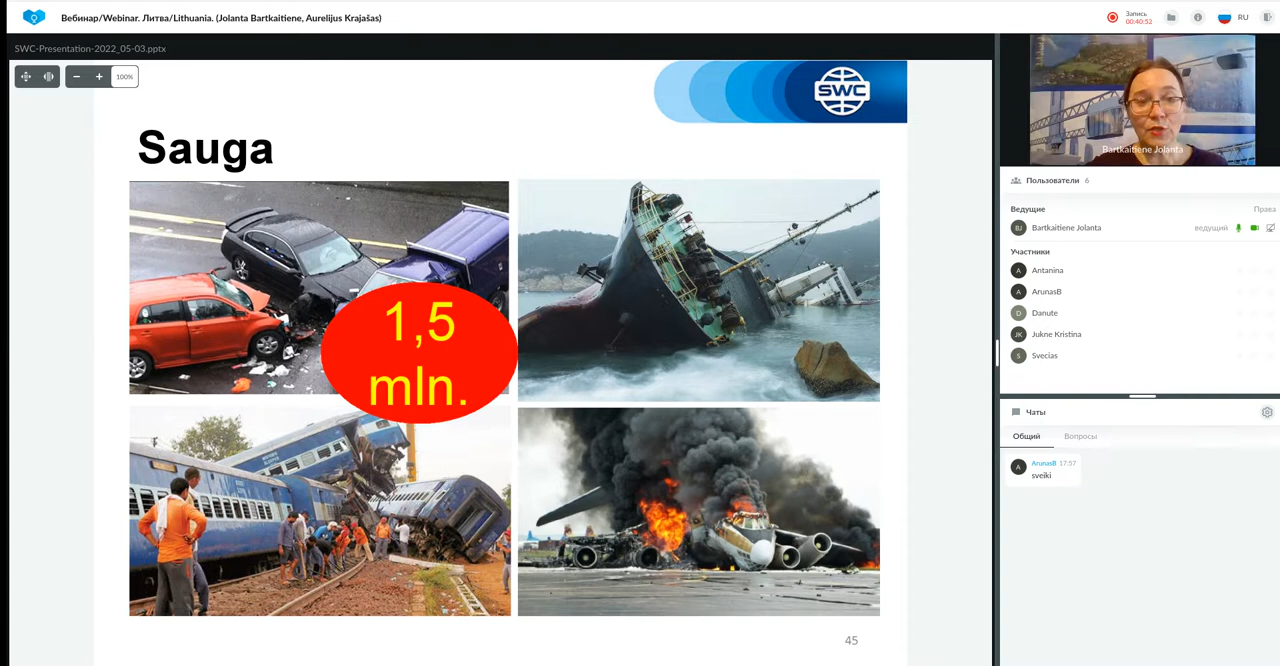 Вебинар/Webinar. Литва/Lithuania. (Jolanta Bartkaitiene, Aurelijus Krajašas)
Запись
00:40:52
RU
SWC-Presentation-2022_05-03.pptx
100%
SWC
Sauga
1,5
mln.
45
Bartkaitiene Jolanta
Пользователи 6
Ведущие Права
BJ Bartkaitiene Jolanta ведущий
Участники
A Antanina
A ArunasB
D Danute
JK Jukne Kristina
S Svecias
Чаты
Общий Вопросы
A ArunasB 17:57
sveiki